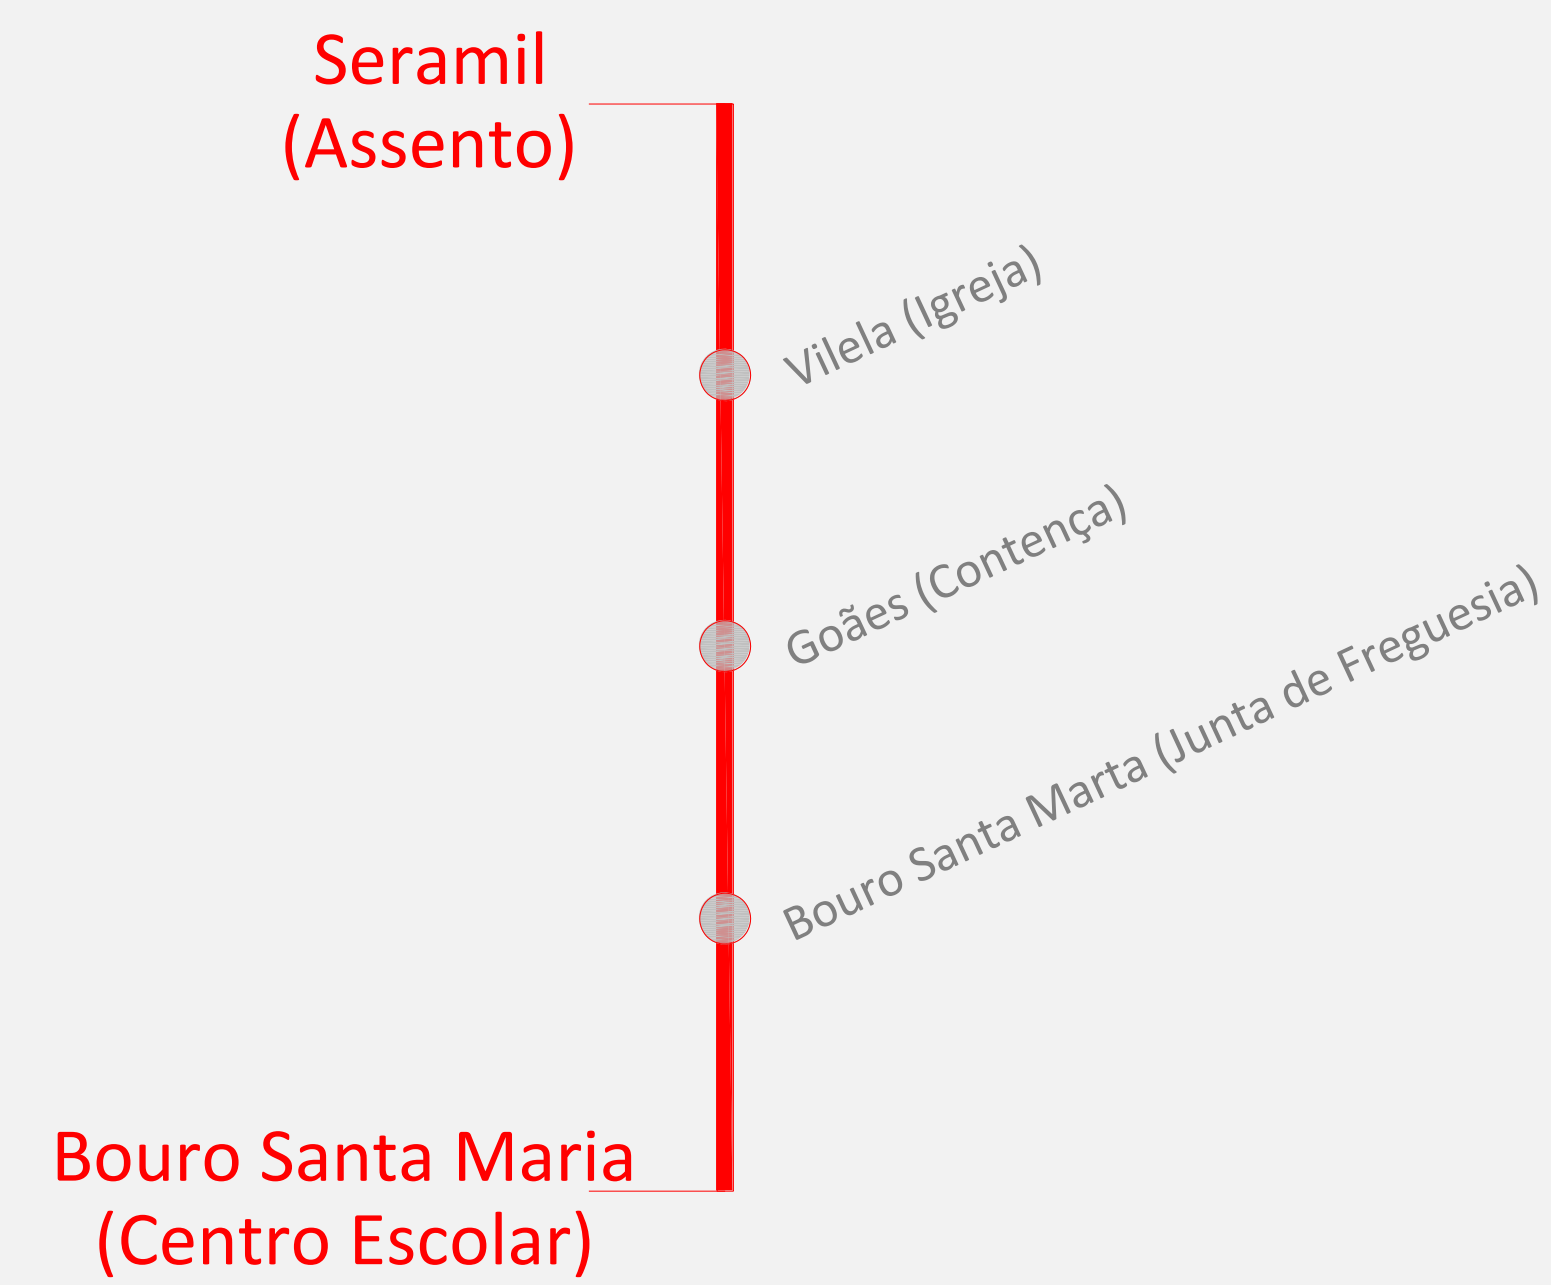 Seramil
(Assento)
Vilela (Igreja)
Goães (Contença)
Bouro Santa Marta (Junta de Freguesia)
Bouro Santa Maria
(Centro Escolar)